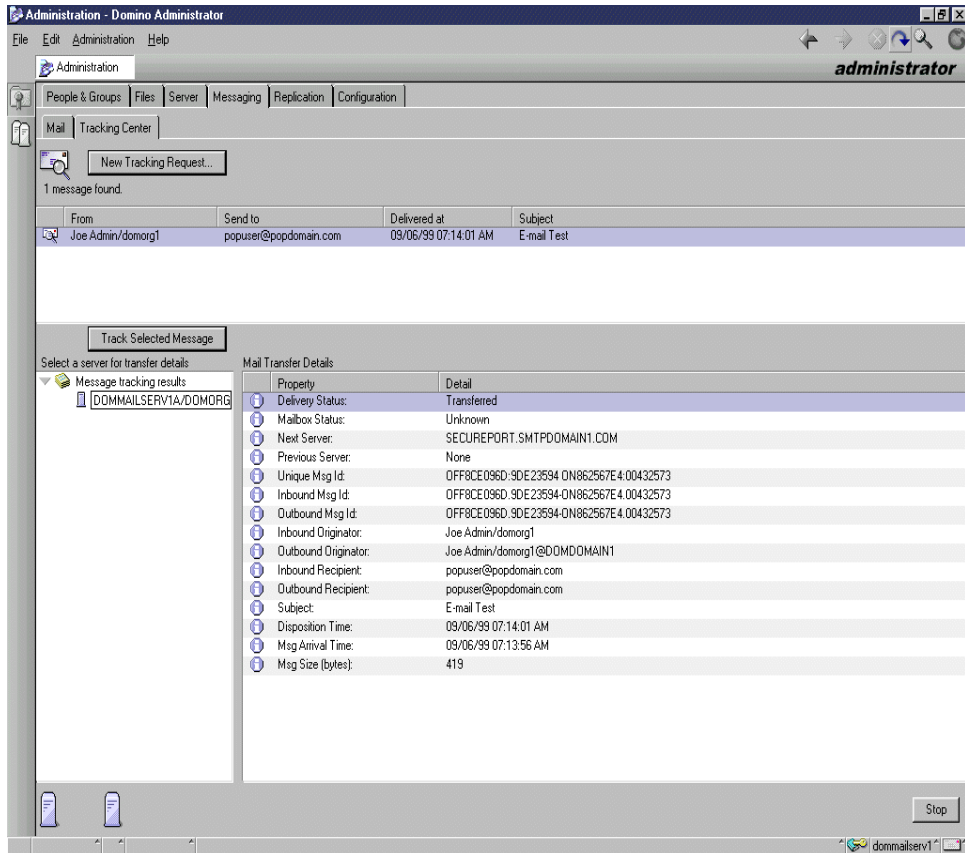 Administration - Domino Administrator
File Edit Administration Help
Administration
administrator
People & Groups Files Server Messaging Replication Configuration
Mail Tracking Center
New Tracking Request...
1 message found.
From Send to Delivered at Subject
Joe Admin/domorg1 popuser@popdomain.com 09/06/99 07:14:01 AM E-mail Test
Track Selected Message
Select a server for transfer details Mail Transfer Details
Message tracking results
DOMMAILSERV1A/DOMORG
Property Detail
Delivery Status: Transferred
Mailbox Status: Unknown
Next Server: SECUREPORT.SMTPDOMAIN1.COM
Previous Server: None
Unique Msg Id: OFF8CE096D:9DE23594 ON862567E4:00432573
Inbound Msg Id: OFF8CE096D.9DE23594-ON862567E4.00432573
Outbound Msg Id: OFF8CE096D.9DE23594-ON862567E4.00432573
Inbound Originator: Joe Admin/domorg1
Outbound Originator: Joe Admin/domorg1@DOMDOMAIN1
Inbound Recipient: popuser@popdomain.com
Outbound Recipient: popuser@popdomain.com
Subject: E-mail Test
Disposition Time: 09/06/99 07:14:01 AM
Msg Arrival Time: 09/06/99 07:13:56 AM
Msg Size (bytes): 419
Stop
dommailserv1